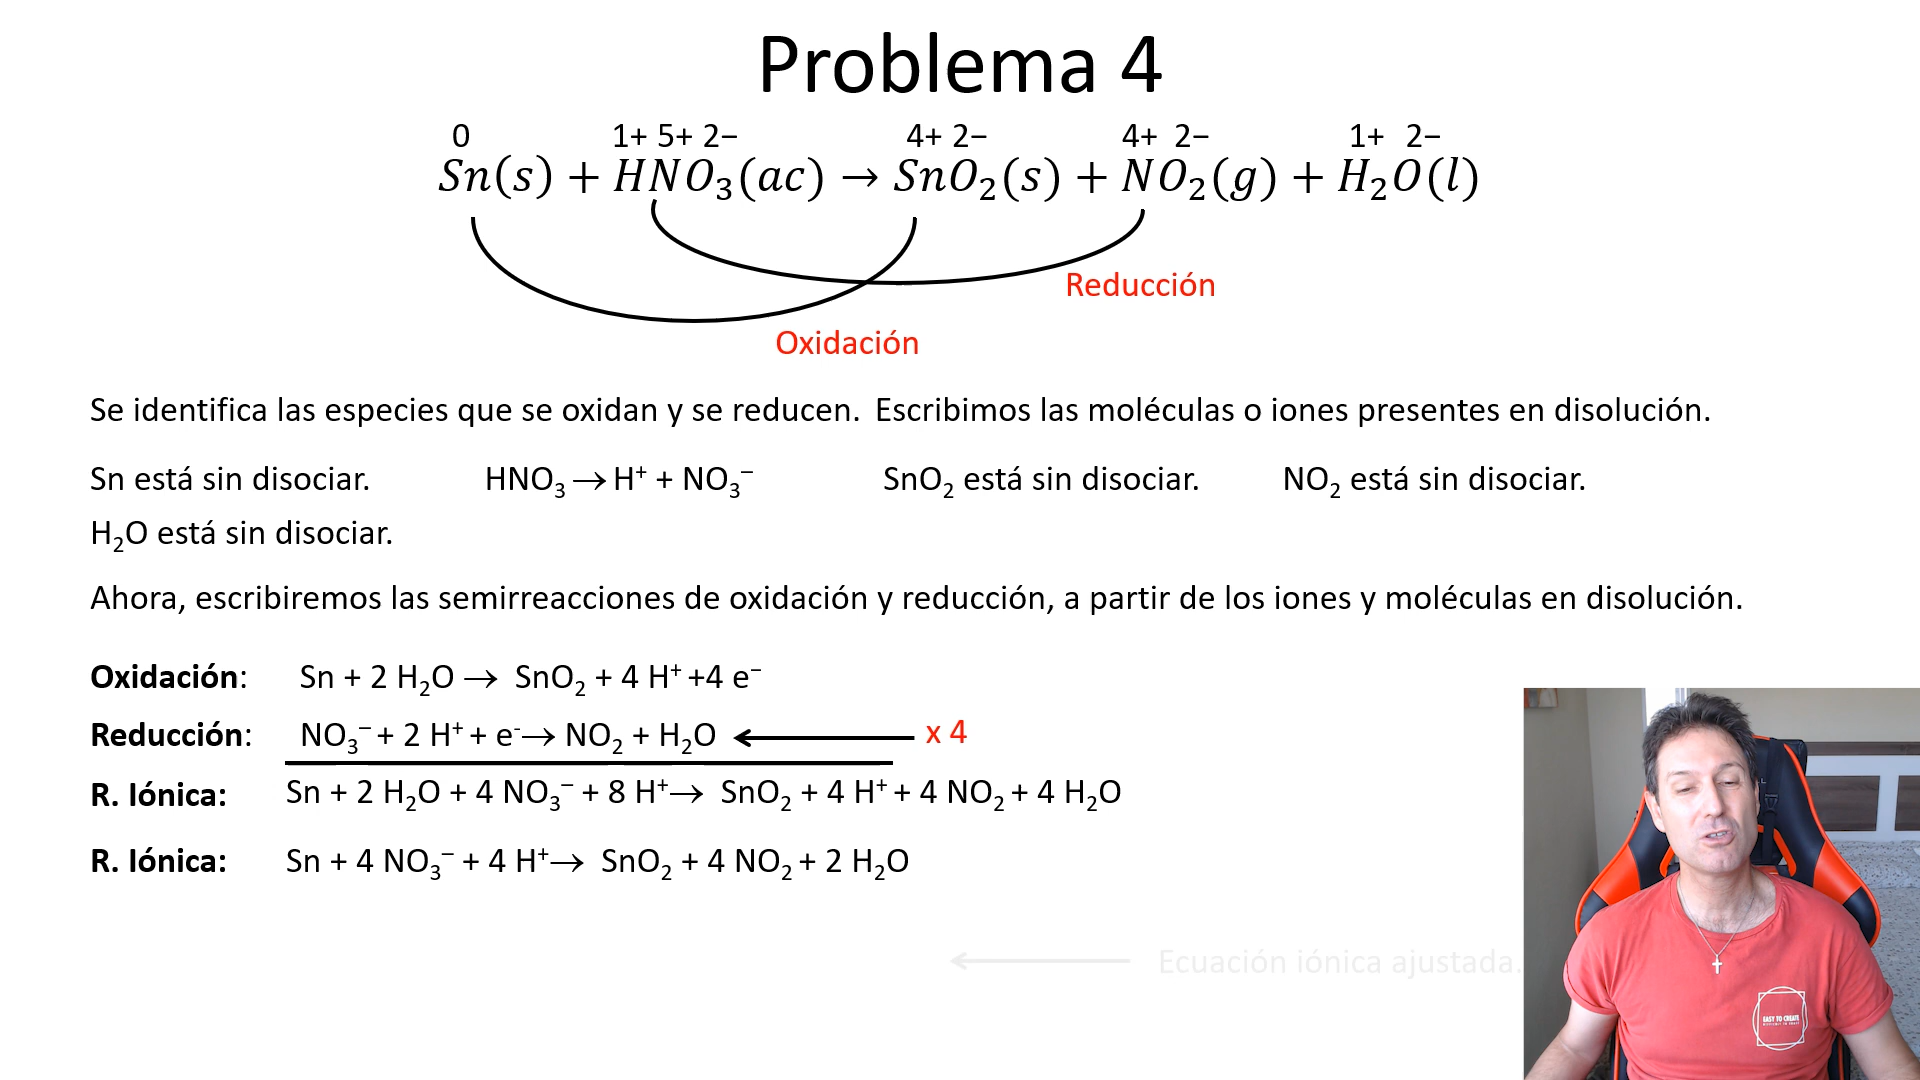 Problema 4
0 1+ 5+ 2− 4+ 2− 4+ 2− 1+ 2−
Sn(s) + HNO₃(ac) → SnO₂(s) + NO₂(g) + H₂O(l)
Reducción
Oxidación
Se identifica las especies que se oxidan y se reducen. Escribimos las moléculas o iones presentes en disolución.
Sn está sin disociar. HNO₃ → H⁺ + NO₃⁻ SnO₂ está sin disociar. NO₂ está sin disociar.
H₂O está sin disociar.
Ahora, escribiremos las semirreacciones de oxidación y reducción, a partir de los iones y moléculas en disolución.
Oxidación: Sn + 2 H₂O → SnO₂ + 4 H⁺ +4 e⁻
Reducción: NO₃⁻ + 2 H⁺ + e⁻ → NO₂ + H₂O ← x 4
R. Iónica: Sn + 2 H₂O + 4 NO₃⁻ + 8 H⁺ → SnO₂ + 4 H⁺ + 4 NO₂ + 4 H₂O
R. Iónica: Sn + 4 NO₃⁻ + 4 H⁺ → SnO₂ + 4 NO₂ + 2 H₂O
← Ecuación iónica ajustada.
EASY TO CREATE